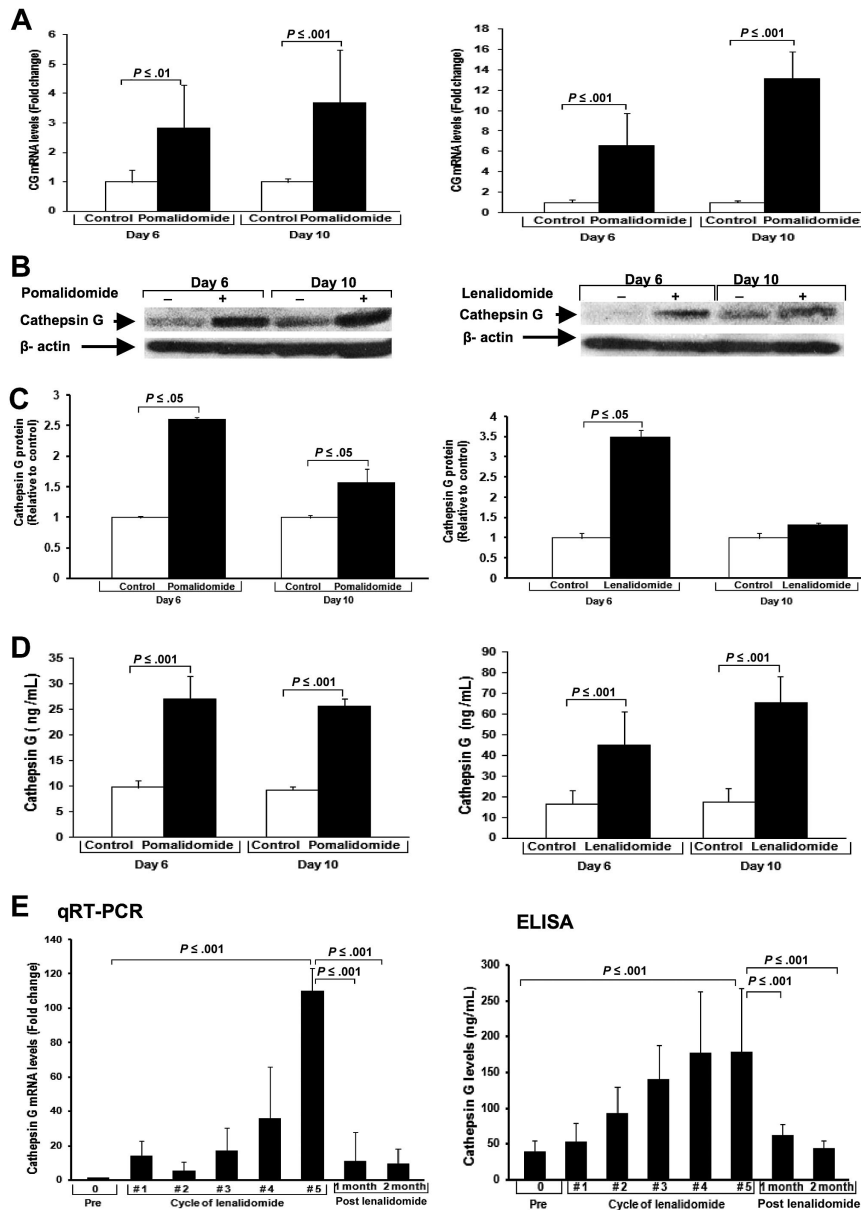 A
CG mRNA levels (Fold change)
6
5
4
3
2
1
0
P ≤ .01
P ≤ .001
Control Pomalidomide Control Pomalidomide
Day 6 Day 10
CG mRNA levels (Fold change)
18
16
14
12
10
8
6
4
2
0
P ≤ .001
P ≤ .001
Control Pomalidomide Control Pomalidomide
Day 6 Day 10
B
Day 6 Day 10
Pomalidomide – + – +
Cathepsin G
β- actin
Day 6 Day 10
Lenalidomide – + – +
Cathepsin G
β- actin
C
Cathepsin G protein
(Relative to control)
3
2.5
2
1.5
1
0.5
0
P ≤ .05
P ≤ .05
Control Pomalidomide Control Pomalidomide
Day 6 Day 10
Cathepsin G protein
(Relative to control)
4
3.5
3
2.5
2
1.5
1
0.5
0
P ≤ .05
Control Lenalidomide Control Lenalidomide
Day 6 Day 10
D
Cathepsin G ( ng /mL)
35
30
25
20
15
10
5
0
P ≤ .001
P ≤ .001
Control Pomalidomide Control Pomalidomide
Day 6 Day 10
Cathepsin G (ng/mL)
90
80
70
60
50
40
30
20
10
0
P ≤ .001
P ≤ .001
Control Lenalidomide Control Lenalidomide
Day 6 Day 10
E
qRT-PCR
Cathepsin G mRNA levels (Fold change)
140
120
100
80
60
40
20
0
P ≤ .001
P ≤ .001
P ≤ .001
0 #1 #2 #3 #4 #5 1 month 2 month
Pre Cycle of lenalidomide Post lenalidomide
ELISA
Cathepsin G levels (ng/mL)
300
250
200
150
100
50
0
P ≤ .001
P ≤ .001
P ≤ .001
0 #1 #2 #3 #4 #5 1 month 2 month
Pre Cycle of lenalidomide Post lenalidomide